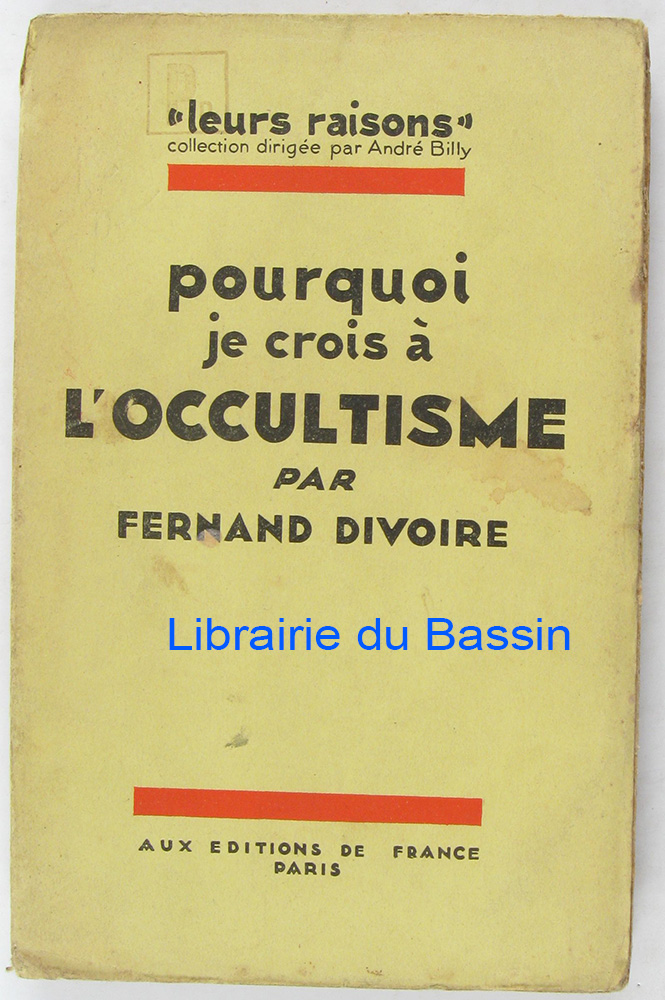 "leurs raisons"
collection dirigée par André Billy
pourquoi
je crois à
L'OCCULTISME
PAR
FERNAND DIVOIRE
Librairie du Bassin
AUX EDITIONS DE FRANCE
PARIS